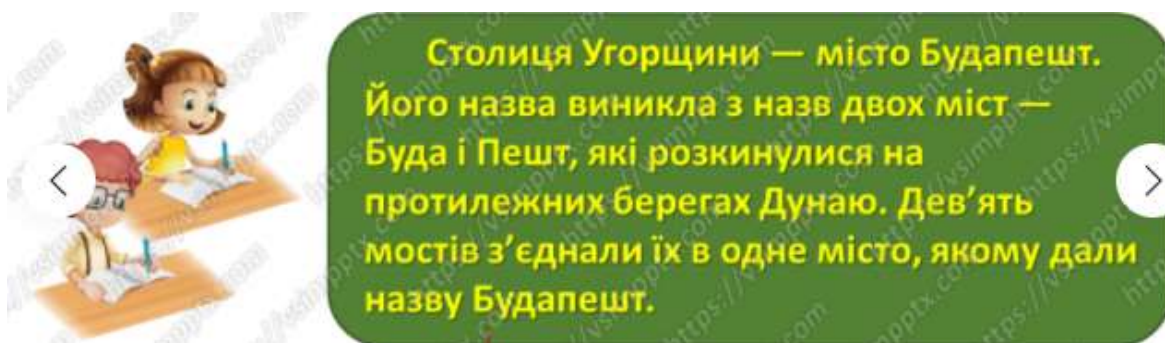 Столиця Угорщини — місто Будапешт.
Його назва виникла з назв двох міст —
Буда і Пешт, які розкинулися на
протилежних берегах Дунаю. Дев’ять
мостів з’єднали їх в одне місто, якому дали
назву Будапешт.